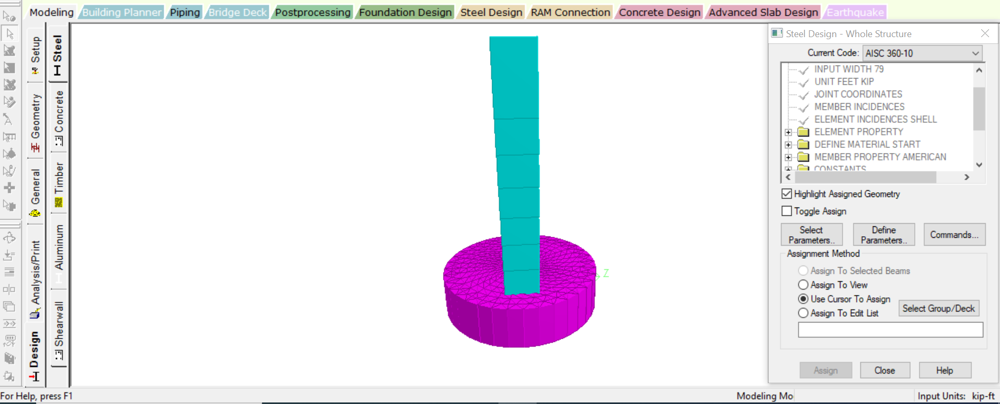 Modeling Building Planner Piping Bridge Deck Postprocessing Foundation Design Steel Design RAM Connection Concrete Design Advanced Slab Design Earthquake
Setup
Geometry
General
Analysis/Print
Design
Steel
Concrete
Timber
Aluminum
Shearwall
Z
Steel Design - Whole Structure
Current Code: AISC 360-10
INPUT WIDTH 79
UNIT FEET KIP
JOINT COORDINATES
MEMBER INCIDENCES
ELEMENT INCIDENCES SHELL
ELEMENT PROPERTY
DEFINE MATERIAL START
MEMBER PROPERTY AMERICAN
CONSTANTS
Highlight Assigned Geometry
Toggle Assign
Select Parameters..
Define Parameters..
Commands...
Assignment Method
Assign To Selected Beams
Assign To View
Use Cursor To Assign
Assign To Edit List
Select Group/Deck
Assign Close Help
For Help, press F1
Modeling Mo
Input Units: kip-ft